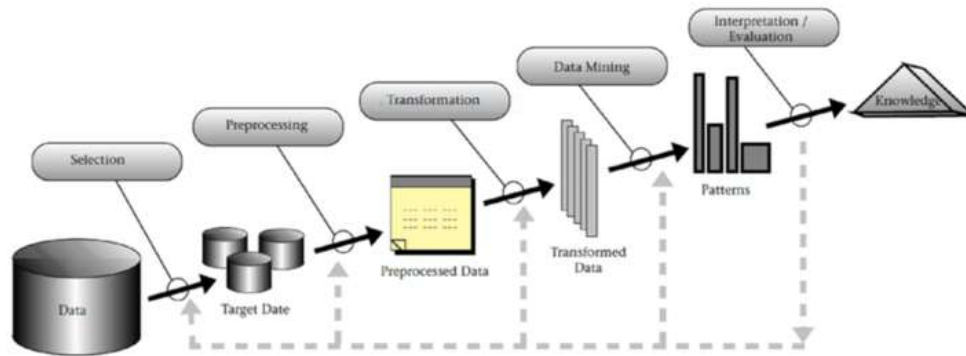 Interpretation /
Evaluation
Data Mining
Transformation
Preprocessing
Selection
Knowledge
Patterns
Transformed
Data
Preprocessed Data
Target Date
Data